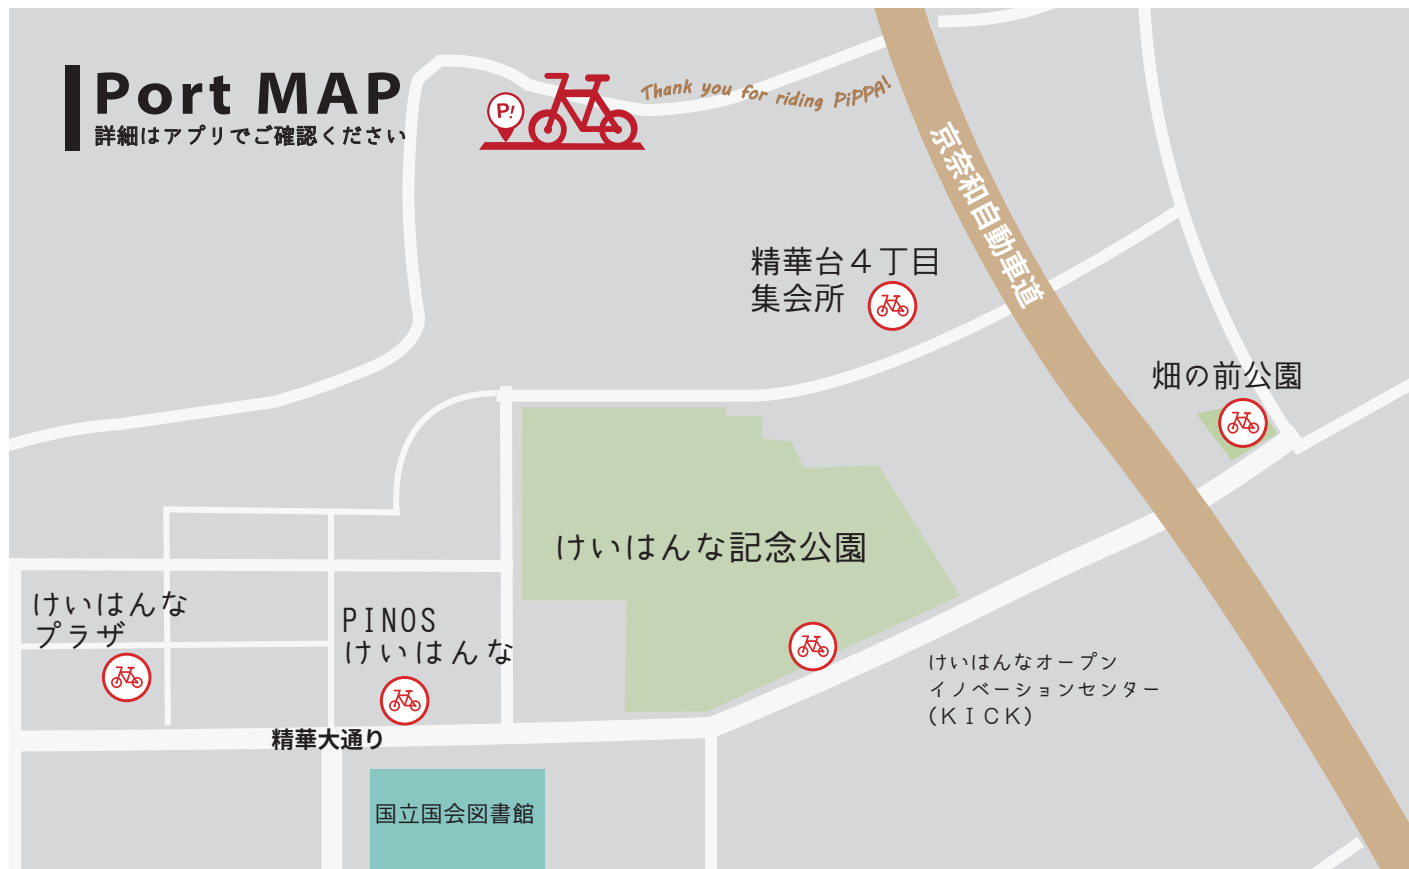 Port MAP
詳細はアプリでご確認ください
P!
Thank you for riding PiPPA!
京奈和自動車道
精華台４丁目
集会所
畑の前公園
けいはんな記念公園
けいはんな
プラザ
PINOS
けいはんな
けいはんなオープン
イノベーションセンター
(ＫＩＣＫ)
精華大通り
国立国会図書館